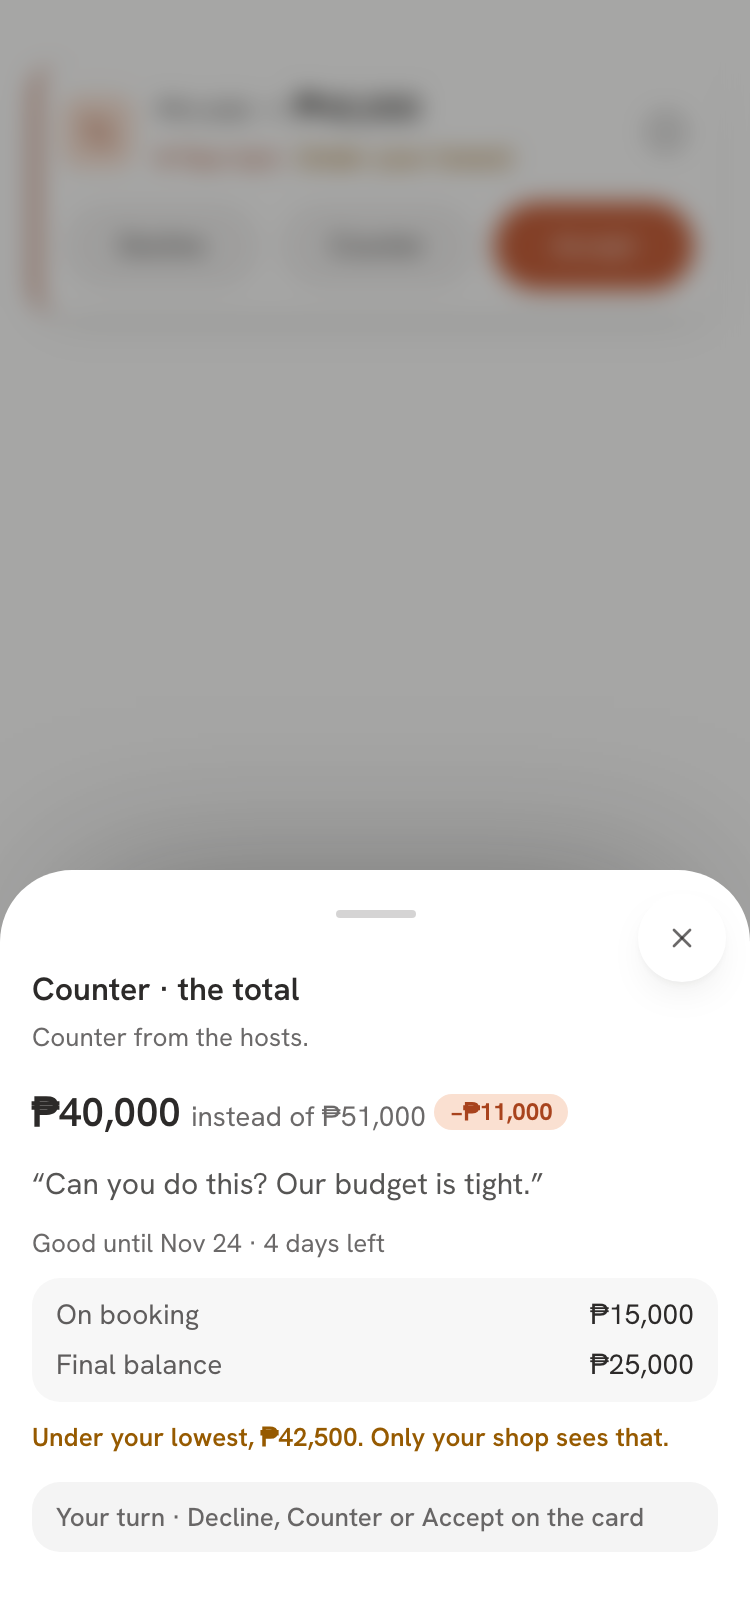 Counter · the total
Counter from the hosts.
₱40,000 instead of ₱51,000 –₱11,000
“Can you do this? Our budget is tight.”
Good until Nov 24 · 4 days left
On booking ₱15,000
Final balance ₱25,000
Under your lowest, ₱42,500. Only your shop sees that.
Your turn · Decline, Counter or Accept on the card